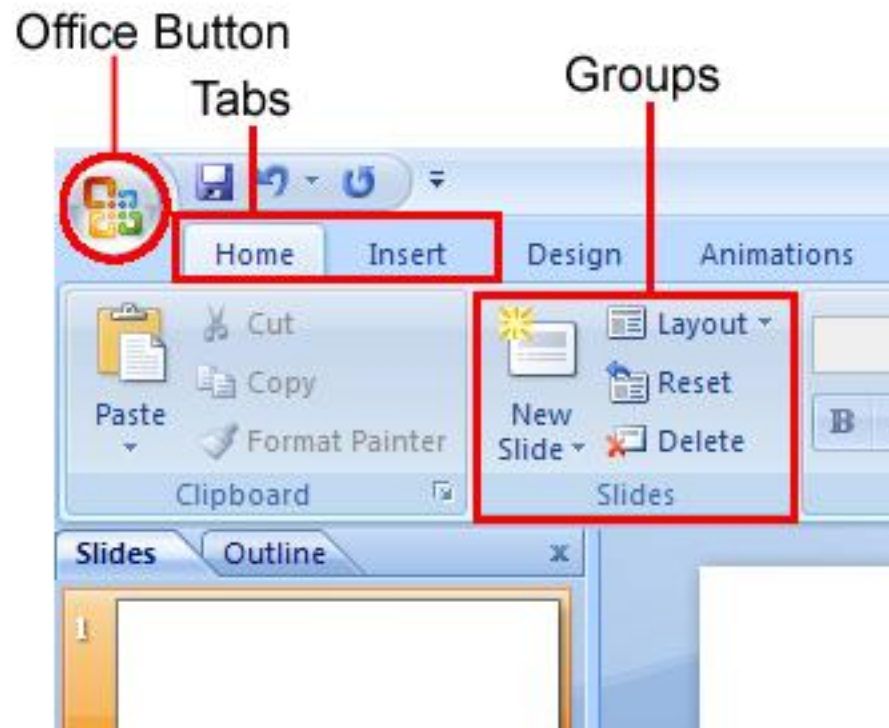 Office Button
Tabs
Groups
Home Insert Design Animations
Cut
Layout
Copy
Reset
Paste
New
Slide
Format Painter
Delete
B
Clipboard
Slides
Slides Outline
1